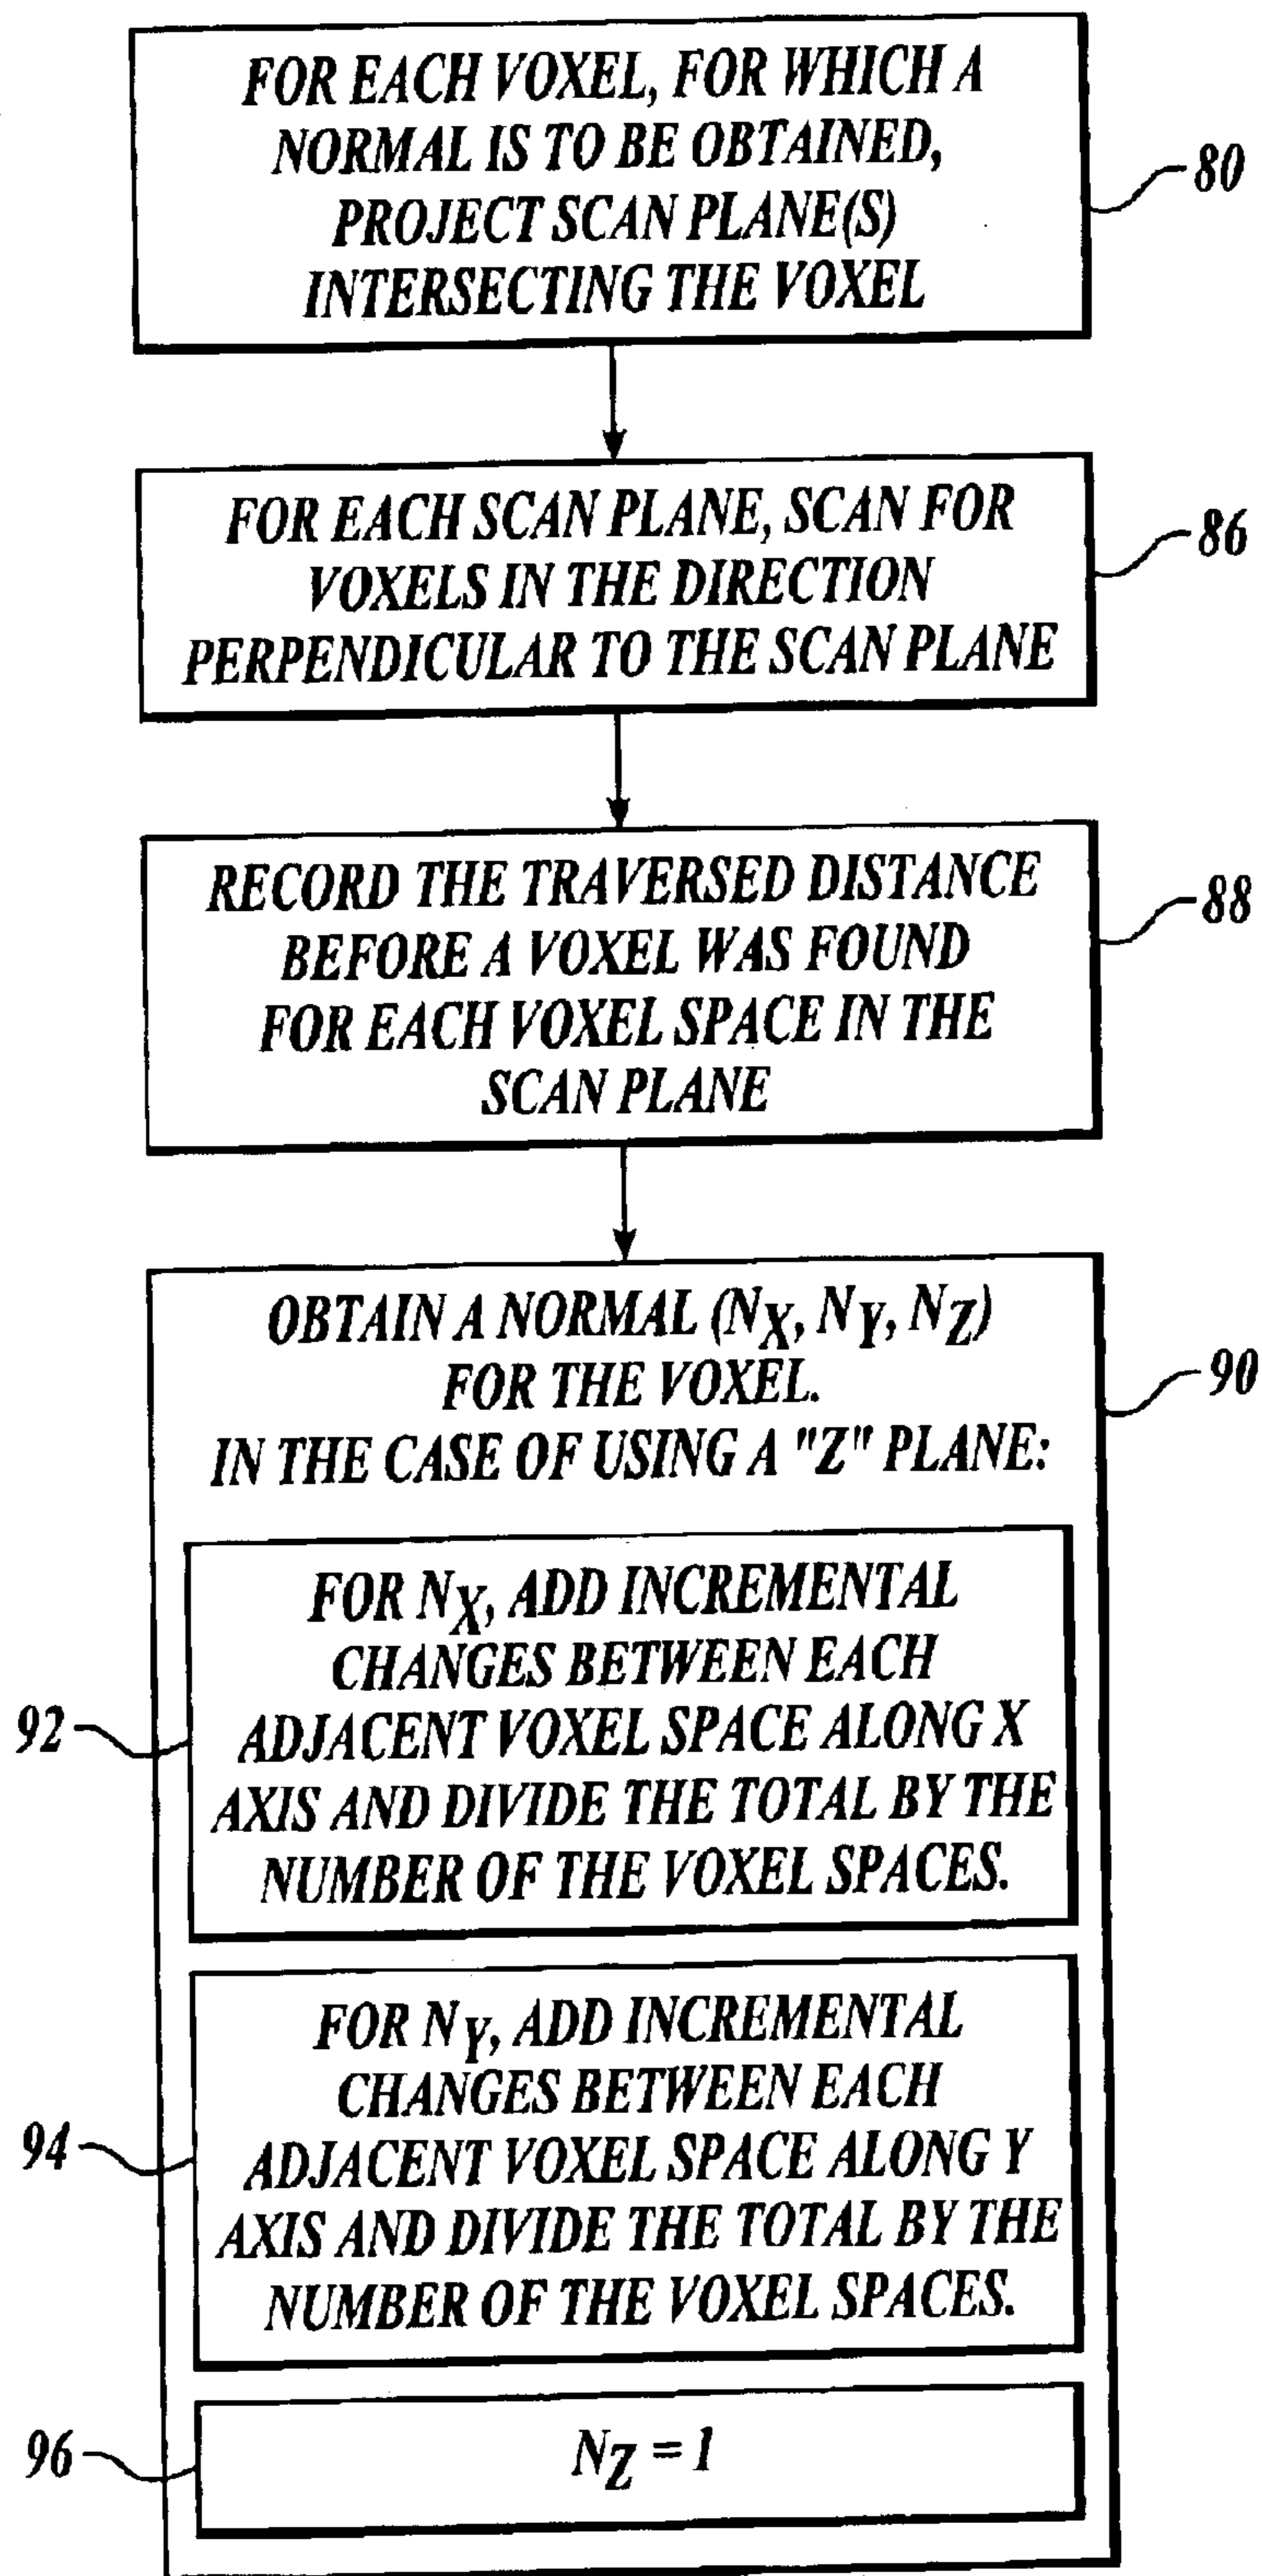 FOR EACH VOXEL, FOR WHICH A
NORMAL IS TO BE OBTAINED,
PROJECT SCAN PLANE(S)
INTERSECTING THE VOXEL
80
FOR EACH SCAN PLANE, SCAN FOR
VOXELS IN THE DIRECTION
PERPENDICULAR TO THE SCAN PLANE
86
RECORD THE TRAVERSED DISTANCE
BEFORE A VOXEL WAS FOUND
FOR EACH VOXEL SPACE IN THE
SCAN PLANE
88
OBTAIN A NORMAL (NX, NY, NZ)
FOR THE VOXEL.
IN THE CASE OF USING A "Z" PLANE:
90
FOR NX, ADD INCREMENTAL
CHANGES BETWEEN EACH
ADJACENT VOXEL SPACE ALONG X
AXIS AND DIVIDE THE TOTAL BY THE
NUMBER OF THE VOXEL SPACES.
92
FOR NY, ADD INCREMENTAL
CHANGES BETWEEN EACH
ADJACENT VOXEL SPACE ALONG Y
AXIS AND DIVIDE THE TOTAL BY THE
NUMBER OF THE VOXEL SPACES.
94
NZ = 1
96